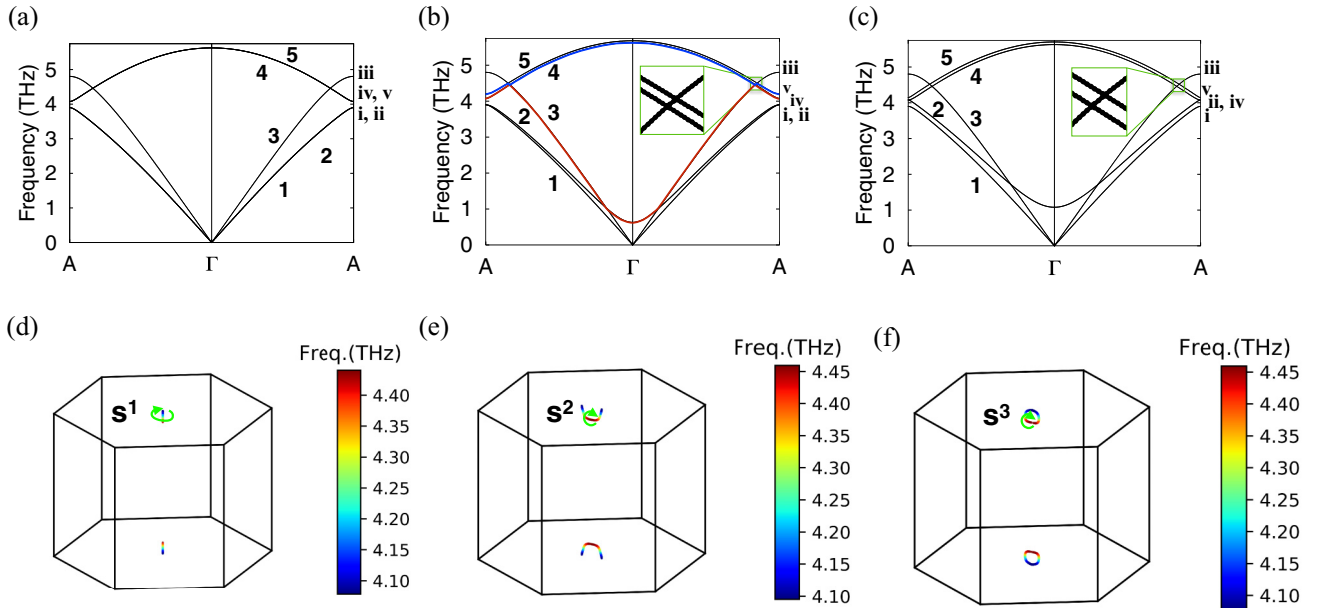 (a)
Frequency (THz)
5
4
3
2
1
0
A
Γ
A
5
4
3
2
1
iii
iv, v
i, ii
(b)
Frequency (THz)
5
4
3
2
1
0
A
Γ
A
5
4
3
2
1
iii
v
iv
i, ii
(c)
Frequency (THz)
5
4
3
2
1
0
A
Γ
A
5
4
2
3
1
iii
v
ii, iv
i
(d)
Freq.(THz)
4.40
4.35
4.30
4.25
4.20
4.15
4.10
S1
(e)
Freq.(THz)
4.45
4.40
4.35
4.30
4.25
4.20
4.15
4.10
S2
(f)
Freq.(THz)
4.45
4.40
4.35
4.30
4.25
4.20
4.15
4.10
S3